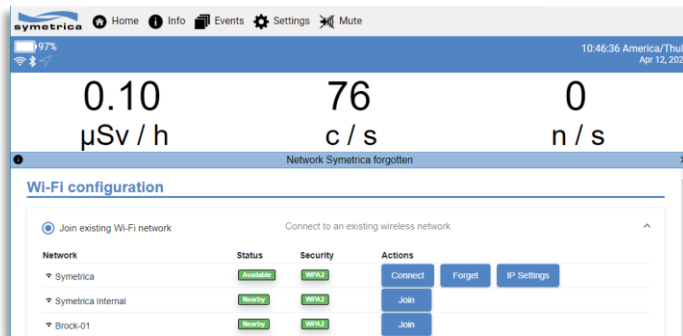 symetrica Home Info Events Settings Mute
97%
10:46:36 America/Thul
Apr 12, 202
0.10 76 0
µSv / h c / s n / s
Network Symetrica forgotten
Wi-Fi configuration
Join existing Wi-Fi network Connect to an existing wireless network
Network Status Security Actions
Symetrica Available WPA2 Connect Forget IP Settings
Symetrica Internal Nearby WPA2 Join
Brock-01 Nearby WPA2 Join